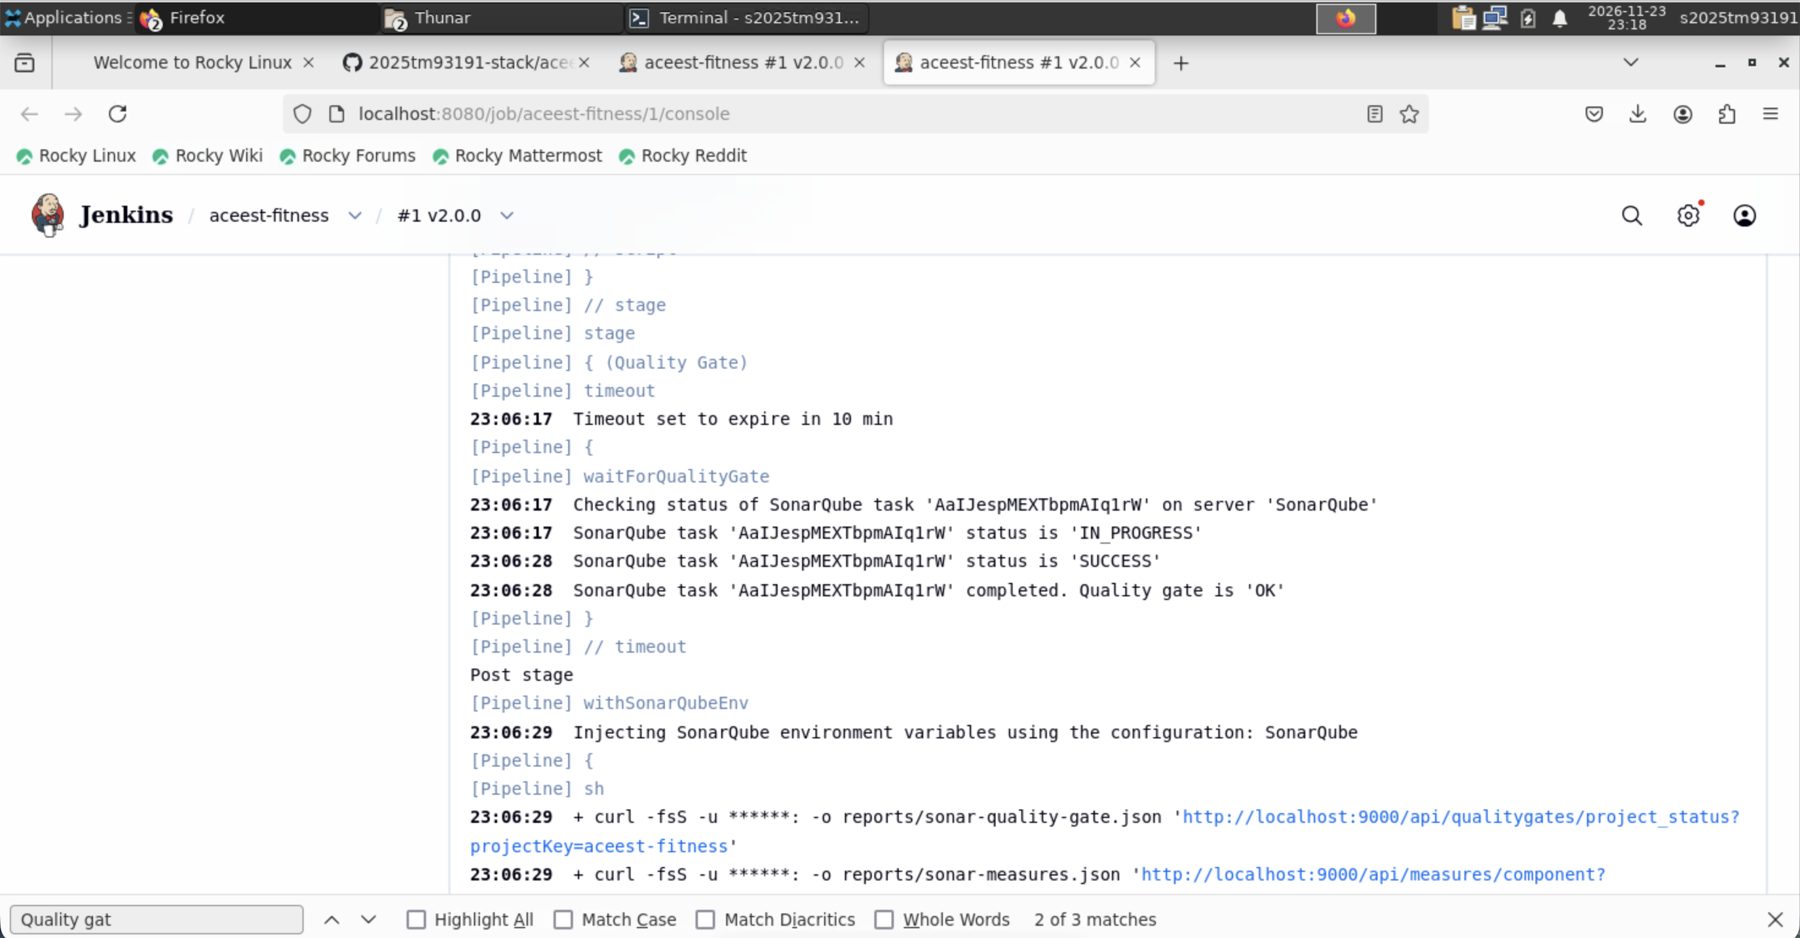 Applications
Firefox
Thunar
Terminal - s2025tm931...
2026-11-23
23:18
s2025tm93191
Welcome to Rocky Linux
2025tm93191-stack/acee
aceest-fitness #1 v2.0.0
aceest-fitness #1 v2.0.0
localhost:8080/job/aceest-fitness/1/console
Rocky Linux
Rocky Wiki
Rocky Forums
Rocky Mattermost
Rocky Reddit
Jenkins / aceest-fitness / #1 v2.0.0
[Pipeline] // script
[Pipeline] }
[Pipeline] // stage
[Pipeline] stage
[Pipeline] { (Quality Gate)
[Pipeline] timeout
23:06:17 Timeout set to expire in 10 min
[Pipeline] {
[Pipeline] waitForQualityGate
23:06:17 Checking status of SonarQube task 'AaIJespMEXTbpmAIq1rW' on server 'SonarQube'
23:06:17 SonarQube task 'AaIJespMEXTbpmAIq1rW' status is 'IN_PROGRESS'
23:06:28 SonarQube task 'AaIJespMEXTbpmAIq1rW' status is 'SUCCESS'
23:06:28 SonarQube task 'AaIJespMEXTbpmAIq1rW' completed. Quality gate is 'OK'
[Pipeline] }
[Pipeline] // timeout
Post stage
[Pipeline] withSonarQubeEnv
23:06:29 Injecting SonarQube environment variables using the configuration: SonarQube
[Pipeline] {
[Pipeline] sh
23:06:29 + curl -fsS -u ******: -o reports/sonar-quality-gate.json 'http://localhost:9000/api/qualitygates/project_status?
projectKey=aceest-fitness'
23:06:29 + curl -fsS -u ******: -o reports/sonar-measures.json 'http://localhost:9000/api/measures/component?
Quality gat
Highlight All
Match Case
Match Diacritics
Whole Words
2 of 3 matches